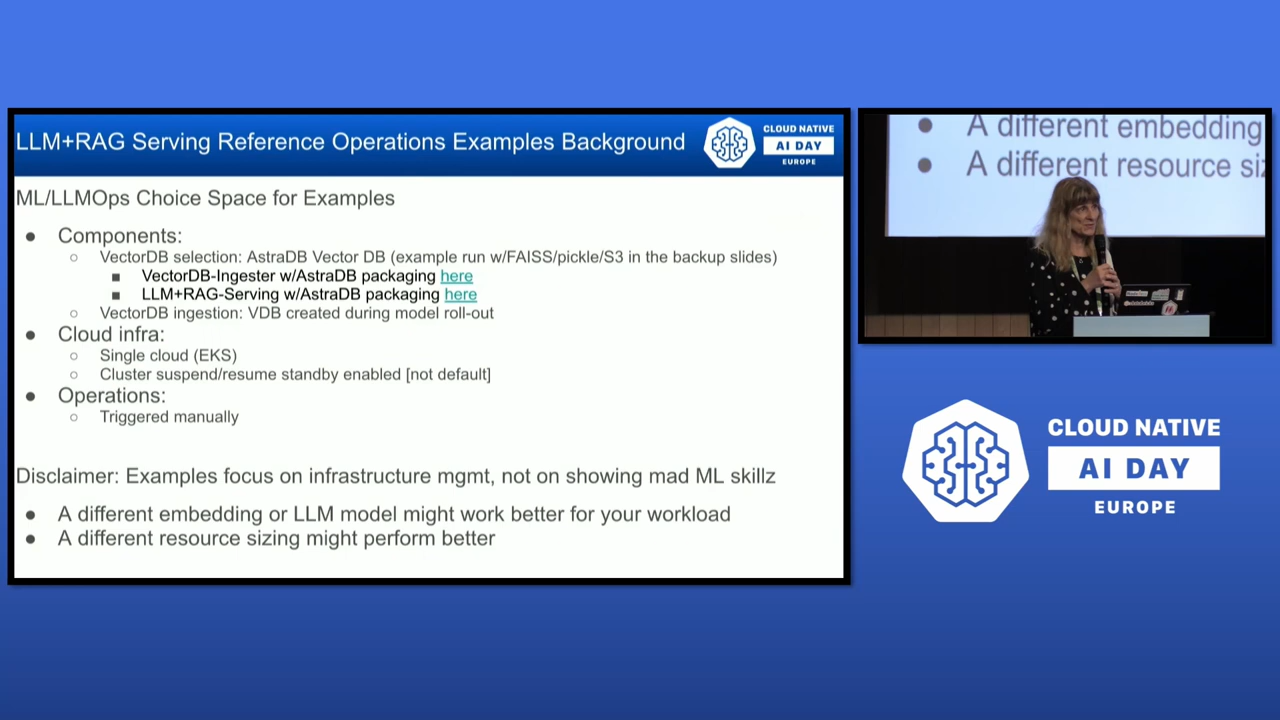 LLM+RAG Serving Reference Operations Examples Background
CLOUD NATIVE
AI DAY
EUROPE
ML/LLMOps Choice Space for Examples
● Components:
○ VectorDB selection: AstraDB Vector DB (example run w/FAISS/pickle/S3 in the backup slides)
■ VectorDB-Ingester w/AstraDB packaging here
■ LLM+RAG-Serving w/AstraDB packaging here
○ VectorDB ingestion: VDB created during model roll-out
● Cloud infra:
○ Single cloud (EKS)
○ Cluster suspend/resume standby enabled [not default]
● Operations:
○ Triggered manually
Disclaimer: Examples focus on infrastructure mgmt, not on showing mad ML skillz
● A different embedding or LLM model might work better for your workload
● A different resource sizing might perform better
● A different embedding
● A different resource siz
CLOUD NATIVE
AI DAY
EUROPE